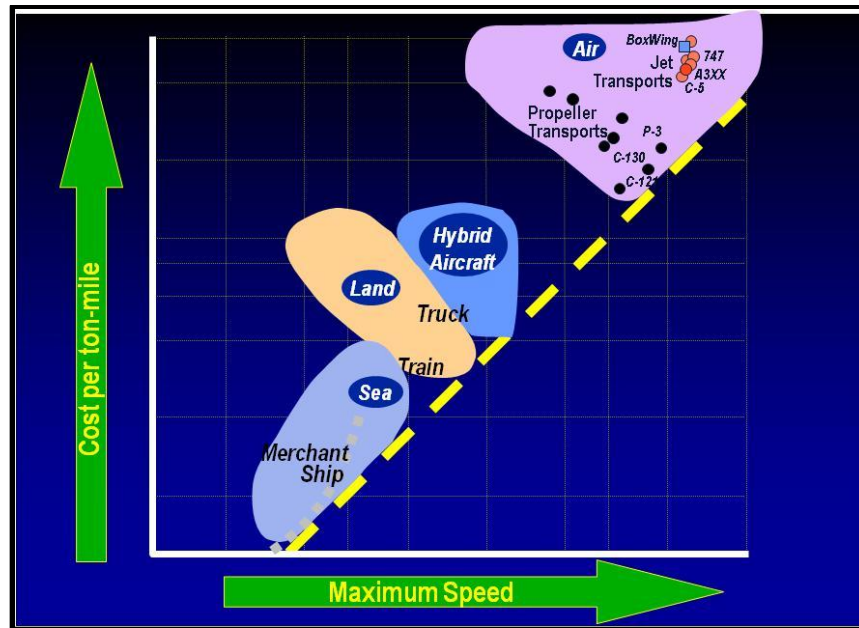 Air
BoxWing
747
Jet
A3XX
Transports
C-5
Propeller
Transports
P-3
C-130
C-121
Hybrid
Aircraft
Land
Truck
Train
Sea
Merchant
Ship
Cost per ton-mile
Maximum Speed